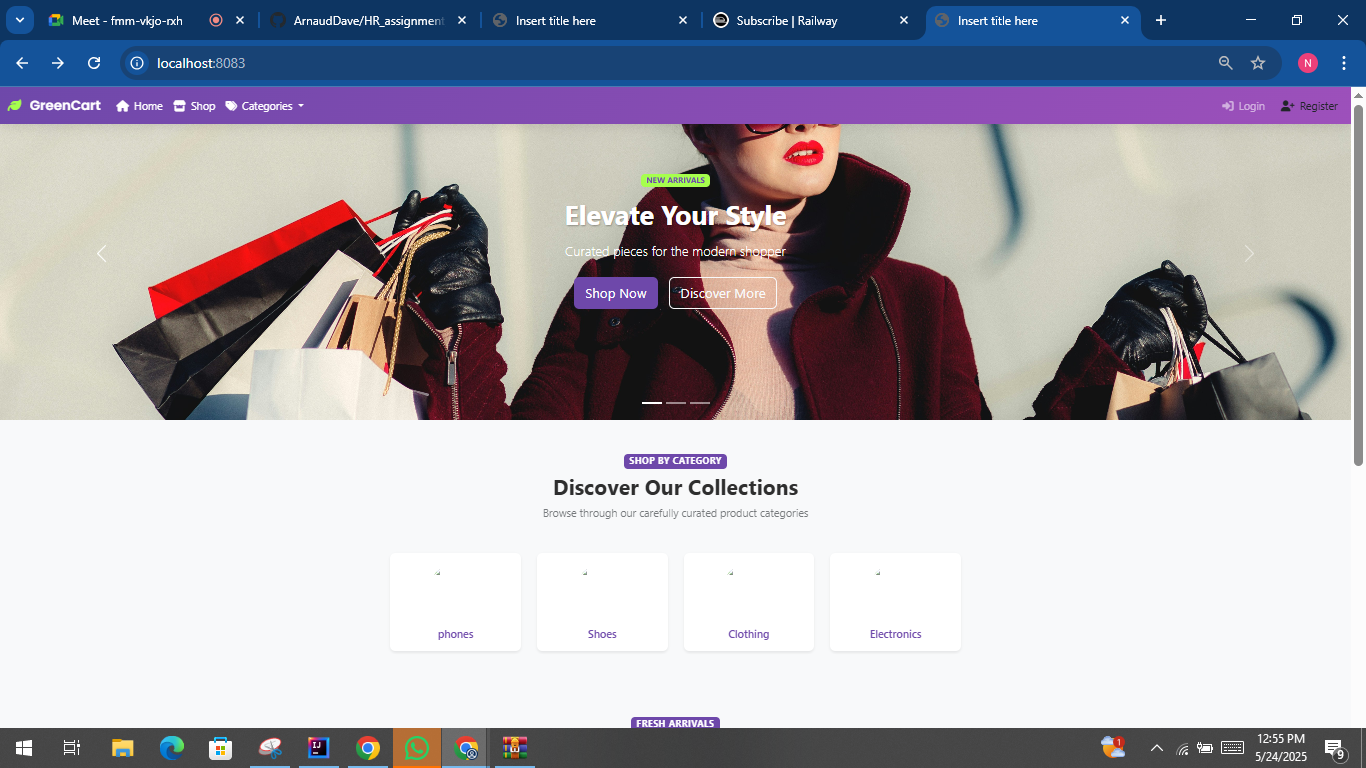 Meet - fmm-vkjo-rxh
ArnaudDave/HR_assignment
Insert title here
Subscribe | Railway
Insert title here
localhost:8083
N
GreenCart
Home
Shop
Categories
Login
Register
NEW ARRIVALS
Elevate Your Style
Curated pieces for the modern shopper
Shop Now
Discover More
SHOP BY CATEGORY
Discover Our Collections
Browse through our carefully curated product categories
phones
Shoes
Clothing
Electronics
FRESH ARRIVALS
IJ
1
12:55 PM
5/24/2025
9